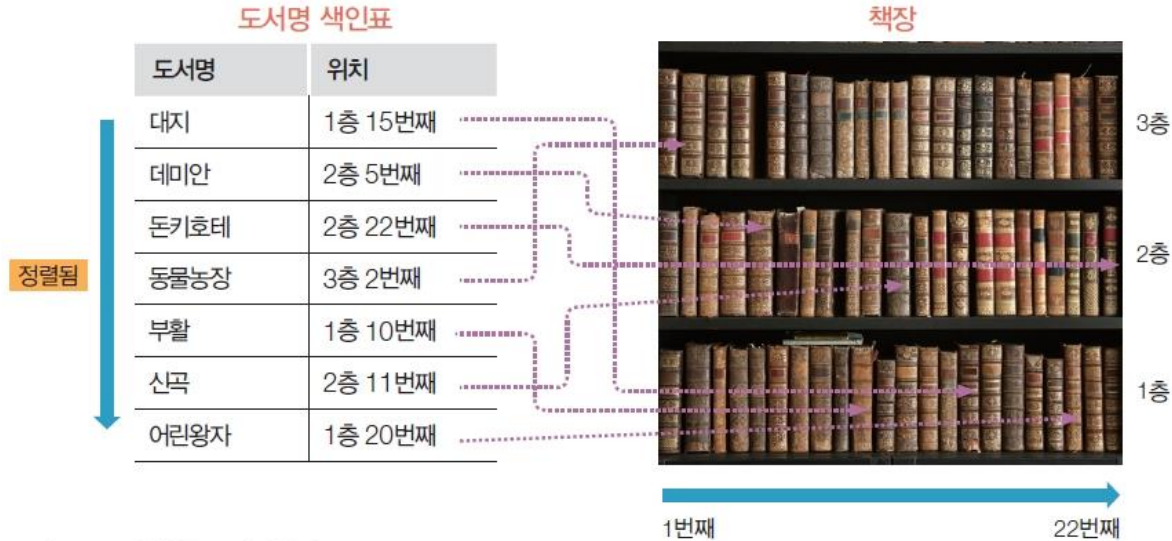 도서명 색인표
책장
도서명 위치
대지 1층 15번째
데미안 2층 5번째
돈키호테 2층 22번째
동물농장 3층 2번째
부활 1층 10번째
신곡 2층 11번째
어린왕자 1층 20번째
정렬됨
3층
2층
1층
1번째 22번째